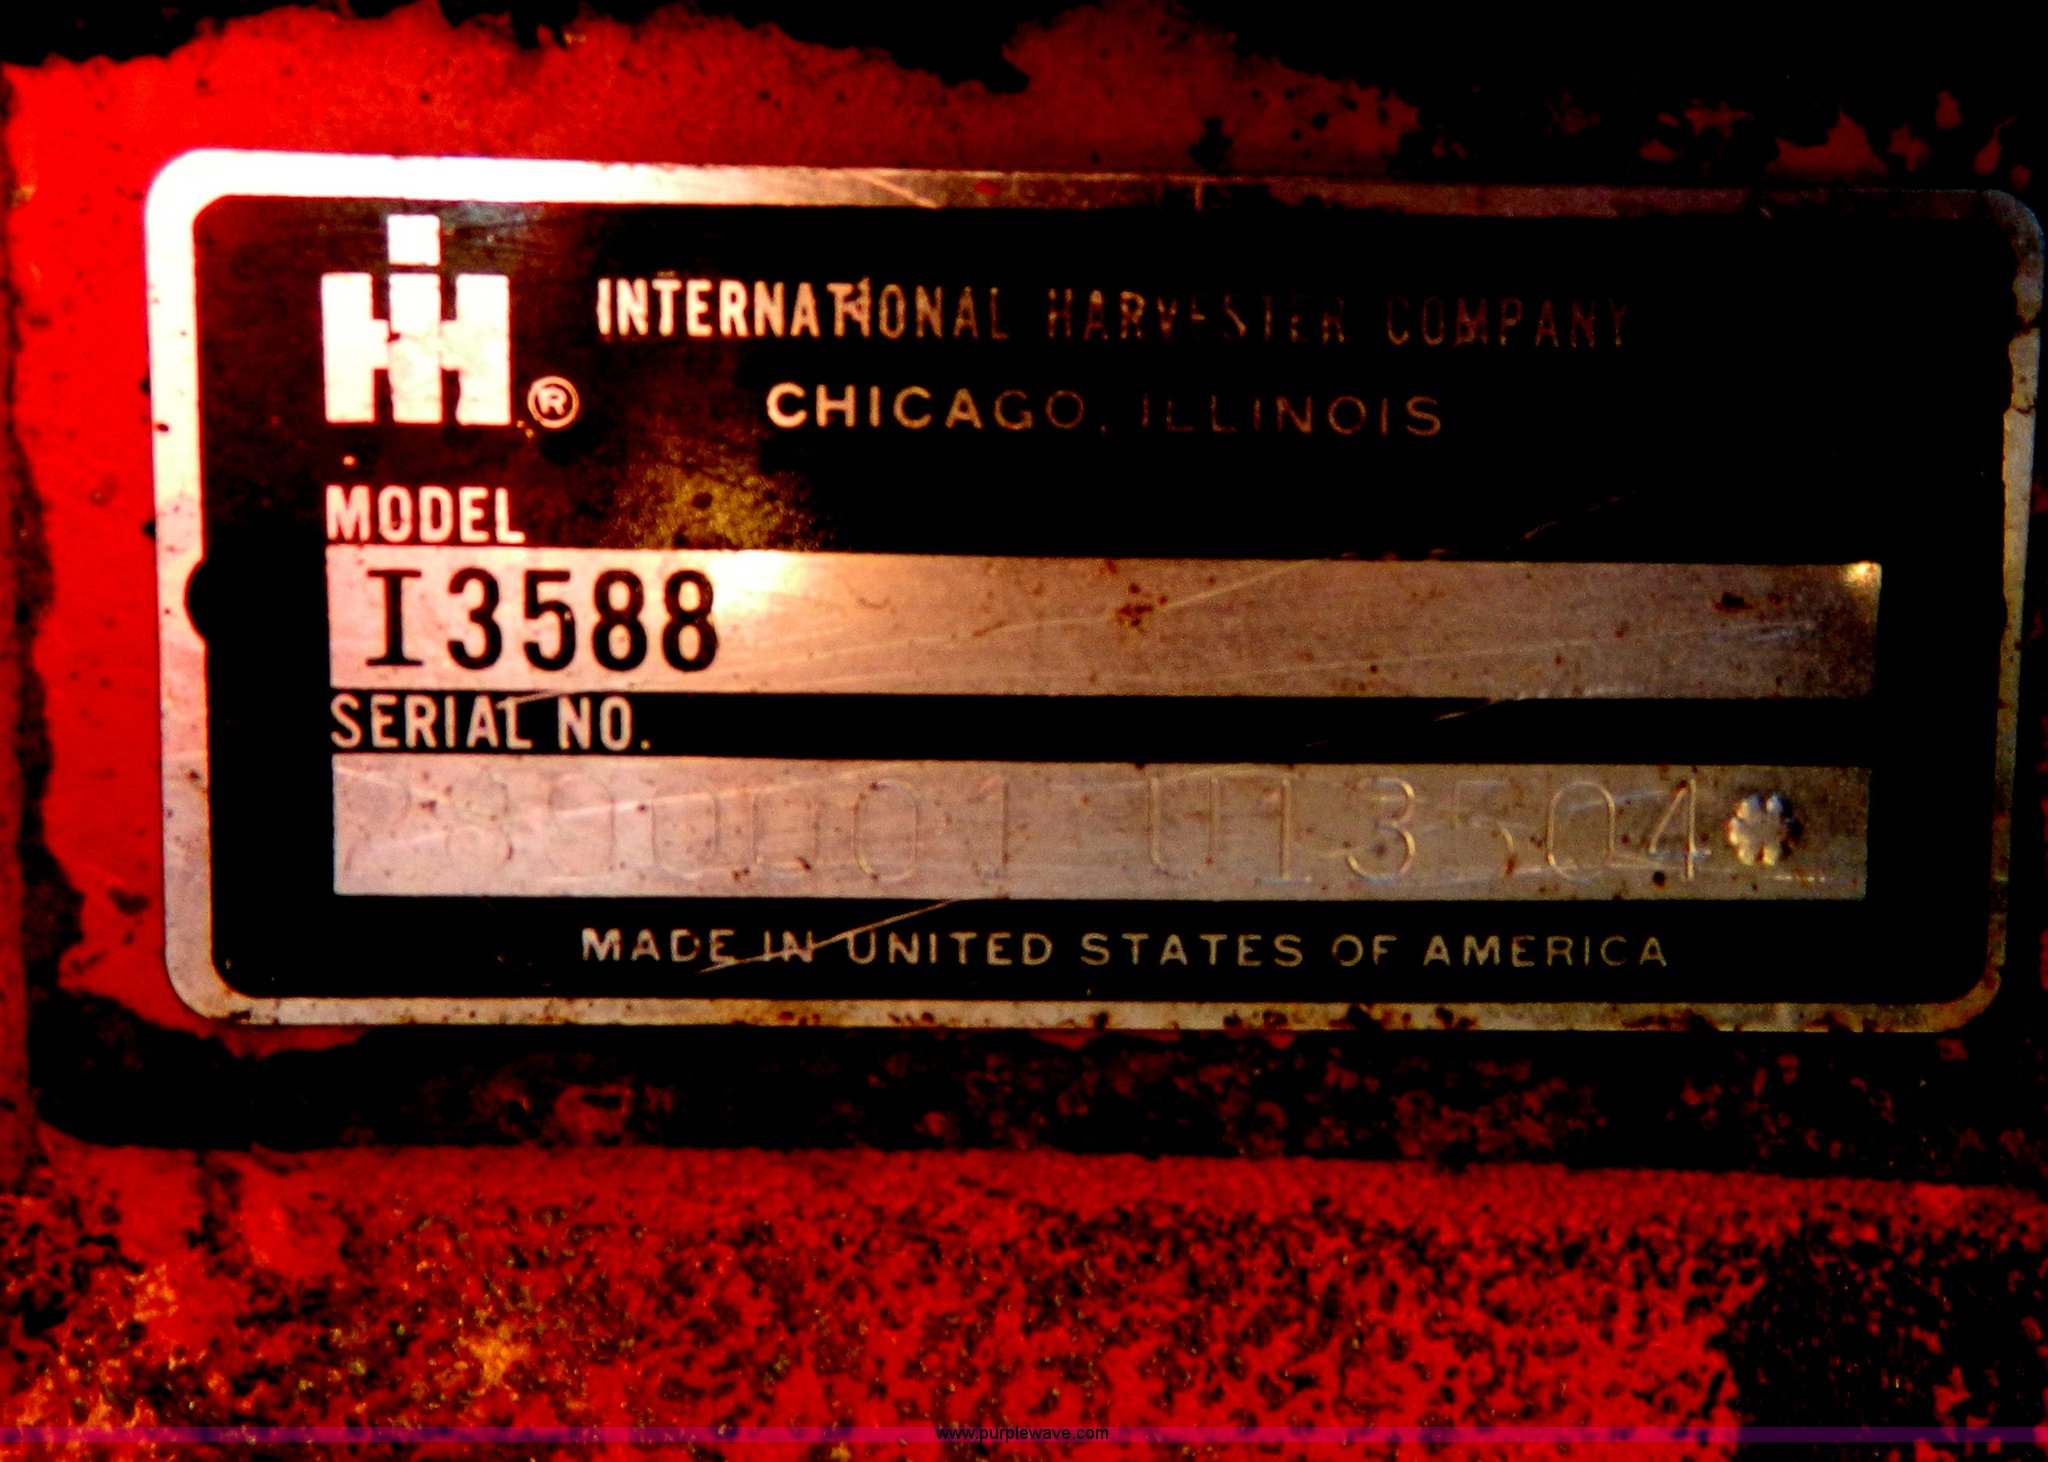 IH ®
INTERNATIONAL HARVESTER COMPANY
CHICAGO, ILLINOIS
MODEL
I3588
SERIAL NO.
U13504*
MADE IN UNITED STATES OF AMERICA
www.purplewave.com